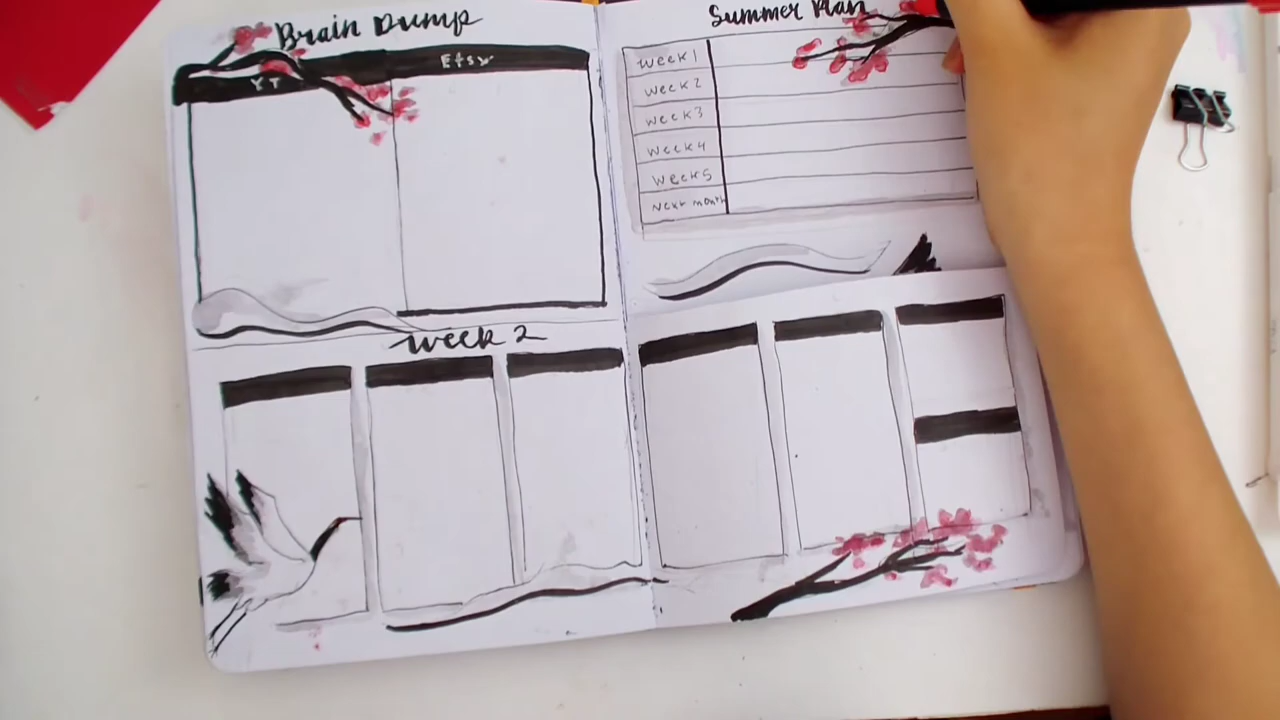 Brain Dump
YT
Etsy
Summer Plan
Week 1
Week 2
Week 3
Week 4
Week 5
Next month
Week 2